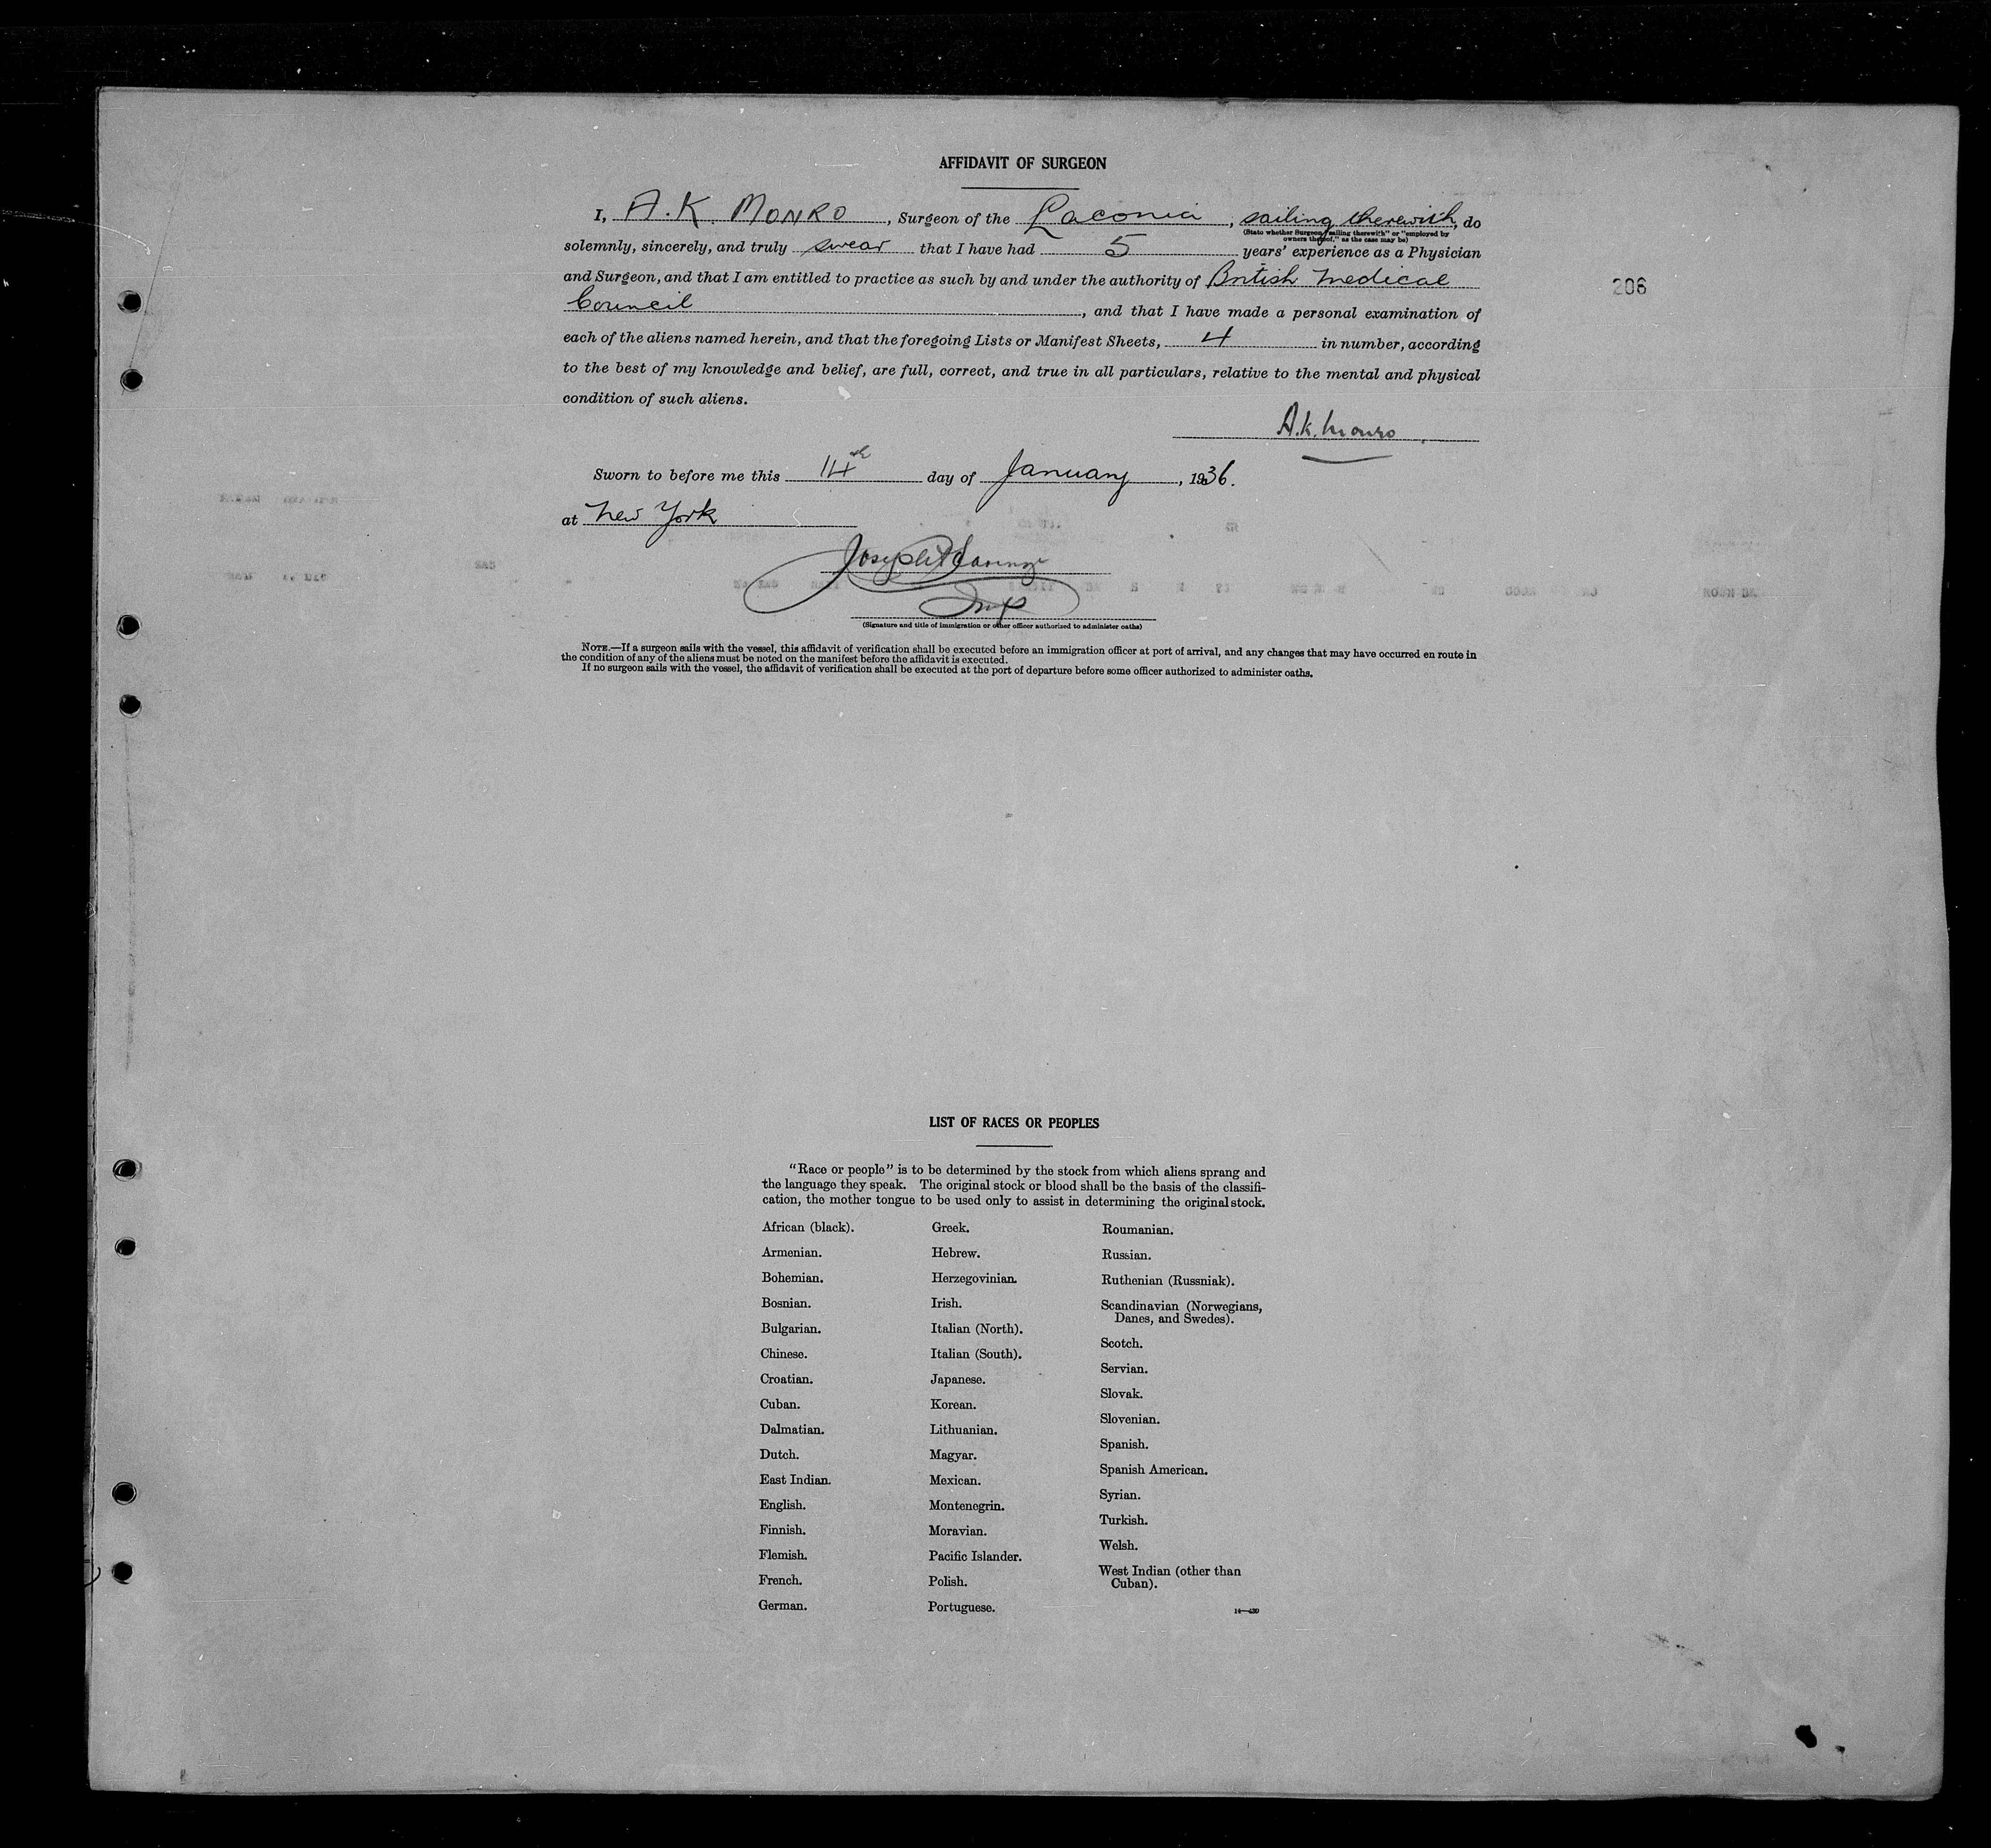 AFFIDAVIT OF SURGEON
I, A. K. MONRO, Surgeon of the Laconia, sailing therewith, do
(State whether Surgeon "sailing therewith" or "employed by
owners thereof," as the case may be)
solemnly, sincerely, and truly swear that I have had 5 years' experience as a Physician
and Surgeon, and that I am entitled to practice as such by and under the authority of British Medical
206
Council, and that I have made a personal examination of
each of the aliens named herein, and that the foregoing Lists or Manifest Sheets, 4 in number, according
to the best of my knowledge and belief, are full, correct, and true in all particulars, relative to the mental and physical
condition of such aliens.
A. K. Monro
Sworn to before me this 14th day of January, 1936.
at New York
Joseph
Insp
(Signature and title of immigration or other officer authorized to administer oaths)
NOTE.—If a surgeon sails with the vessel, this affidavit of verification shall be executed before an immigration officer at port of arrival, and any changes that may have occurred en route in
the condition of any of the aliens must be noted on the manifest before the affidavit is executed.
If no surgeon sails with the vessel, the affidavit of verification shall be executed at the port of departure before some officer authorized to administer oaths.
LIST OF RACES OR PEOPLES
"Race or people" is to be determined by the stock from which aliens sprang and
the language they speak. The original stock or blood shall be the basis of the classifi-
cation, the mother tongue to be used only to assist in determining the original stock.
African (black).
Armenian.
Bohemian.
Bosnian.
Bulgarian.
Chinese.
Croatian.
Cuban.
Dalmatian.
Dutch.
East Indian.
English.
Finnish.
Flemish.
French.
German.
Greek.
Hebrew.
Herzegovinian.
Irish.
Italian (North).
Italian (South).
Japanese.
Korean.
Lithuanian.
Magyar.
Mexican.
Montenegrin.
Moravian.
Pacific Islander.
Polish.
Portuguese.
Roumanian.
Russian.
Ruthenian (Russniak).
Scandinavian (Norwegians,
Danes, and Swedes).
Scotch.
Servian.
Slovak.
Slovenian.
Spanish.
Spanish American.
Syrian.
Turkish.
Welsh.
West Indian (other than
Cuban).